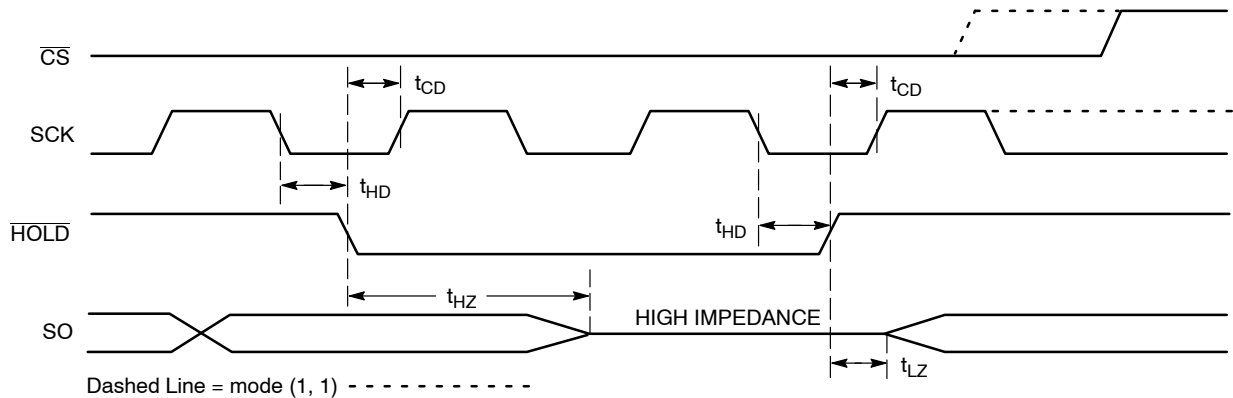 CS
tCD
tCD
SCK
tHD
HOLD
tHD
tHZ
HIGH IMPEDANCE
SO
tLZ
Dashed Line = mode (1, 1)